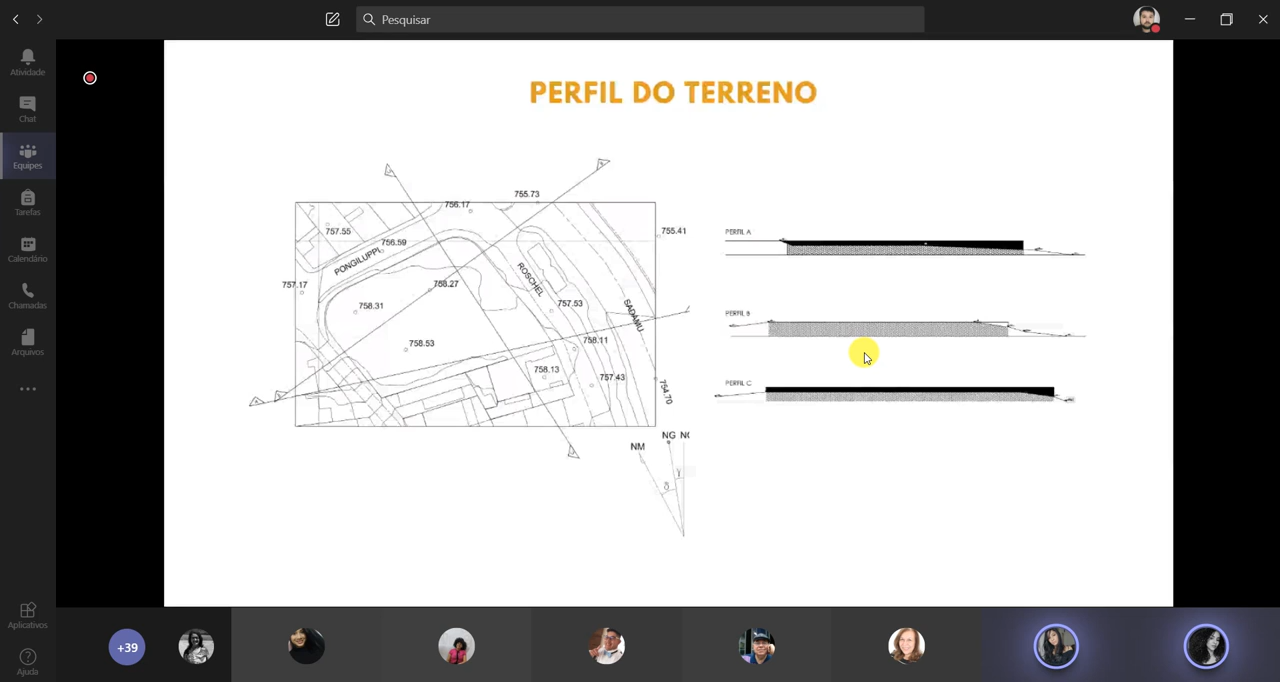 Pesquisar
Atividade
Chat
Equipes
Tarefas
Calendário
Chamadas
Arquivos
Aplicativos
Ajuda
PERFIL DO TERRENO
755.73
756.17
757.55
756.59
755.41
PONGILUPPI
757.17
758.27
ROSCHEL
758.31
757.53
SADAMU
758.53
758.11
758.13
757.43
754.70
NG
NM
PERFIL A
PERFIL B
PERFIL C
+39